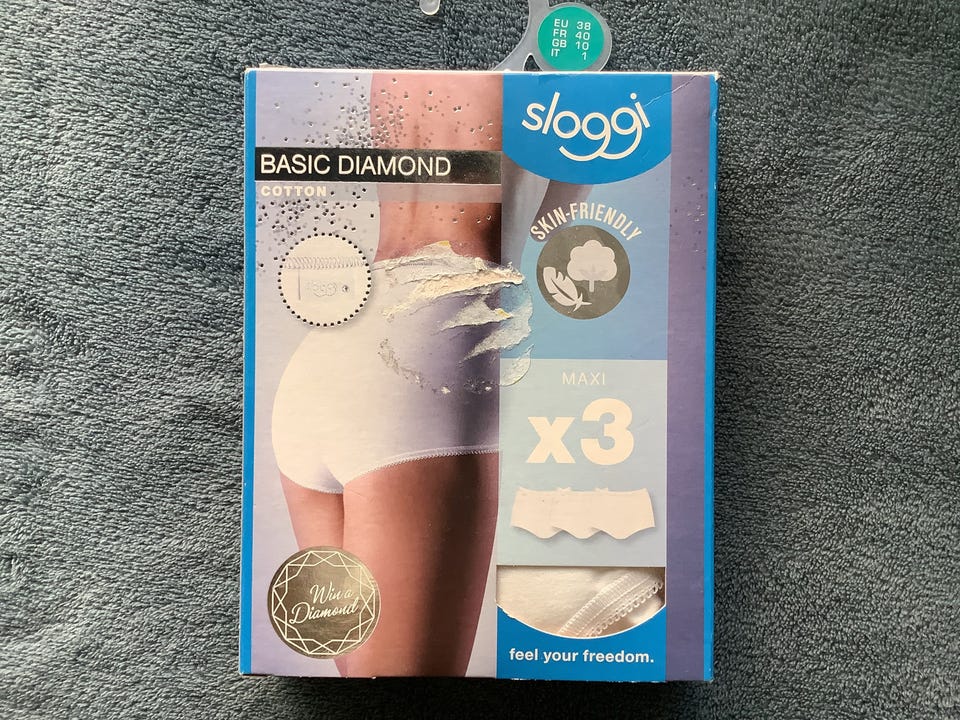 EU 38
FR 40
GB 10
IT 1
sloggi
BASIC DIAMOND
COTTON
SKIN-FRIENDLY
sloggi
MAXI
x3
Win a
Diamond
feel your freedom.